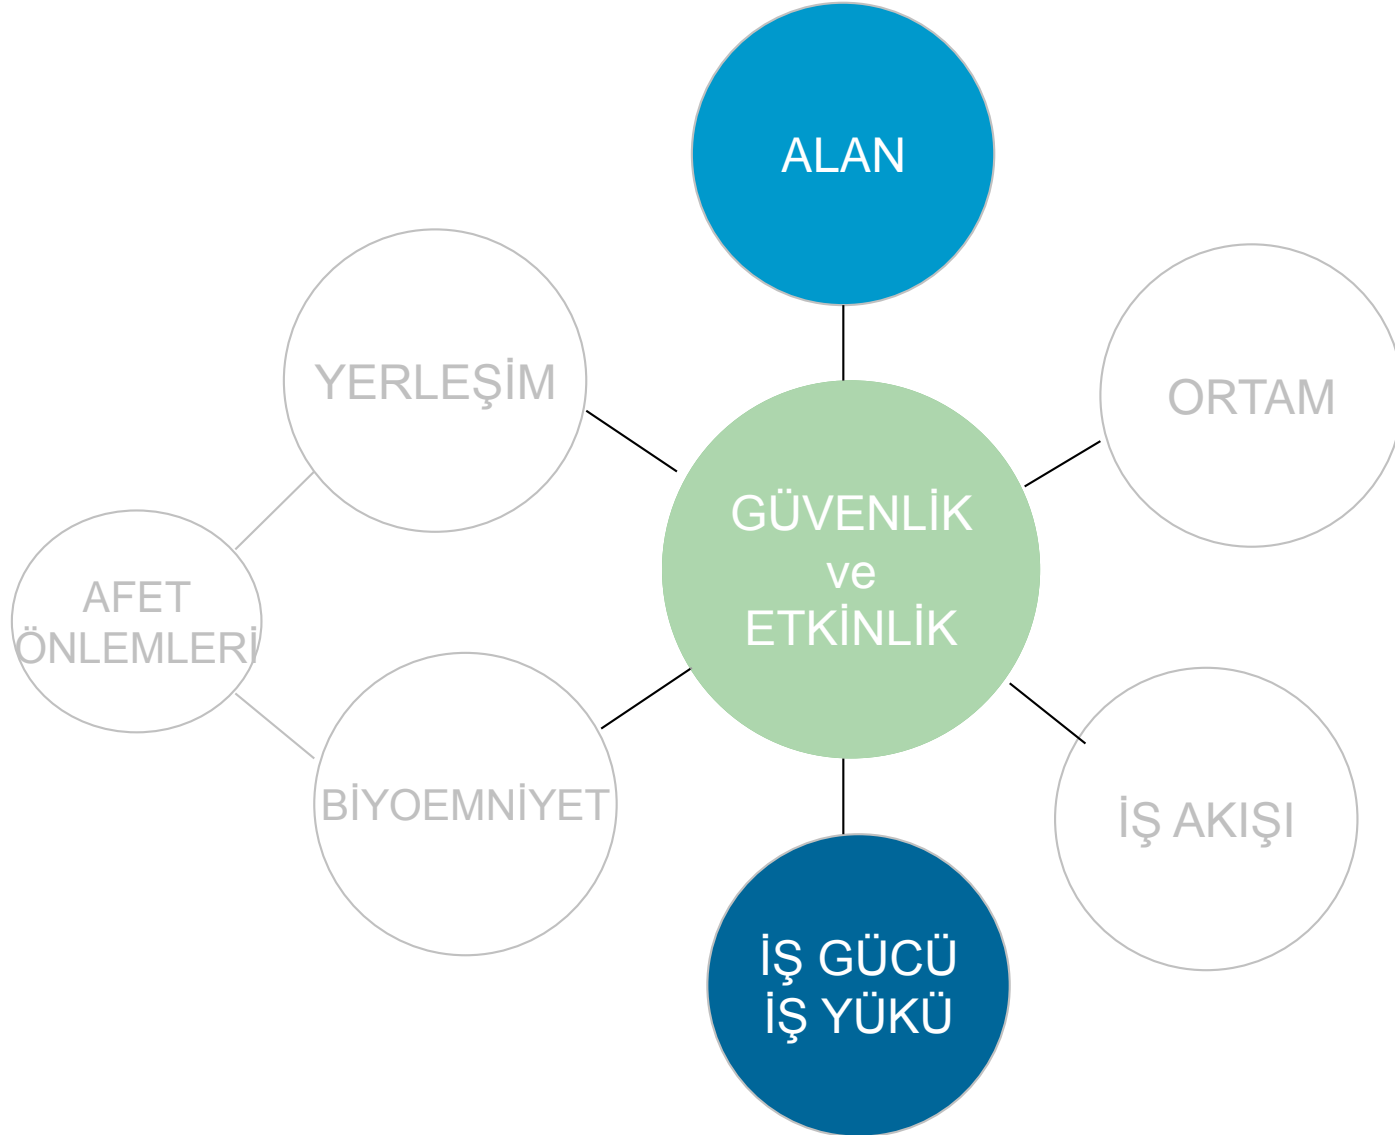 ALAN
YERLEŞİM
ORTAM
GÜVENLİK
ve
ETKİNLİK
AFET
ÖNLEMLERİ
BİYOEMNİYET
İŞ AKIŞI
İŞ GÜCÜ
İŞ YÜKÜ